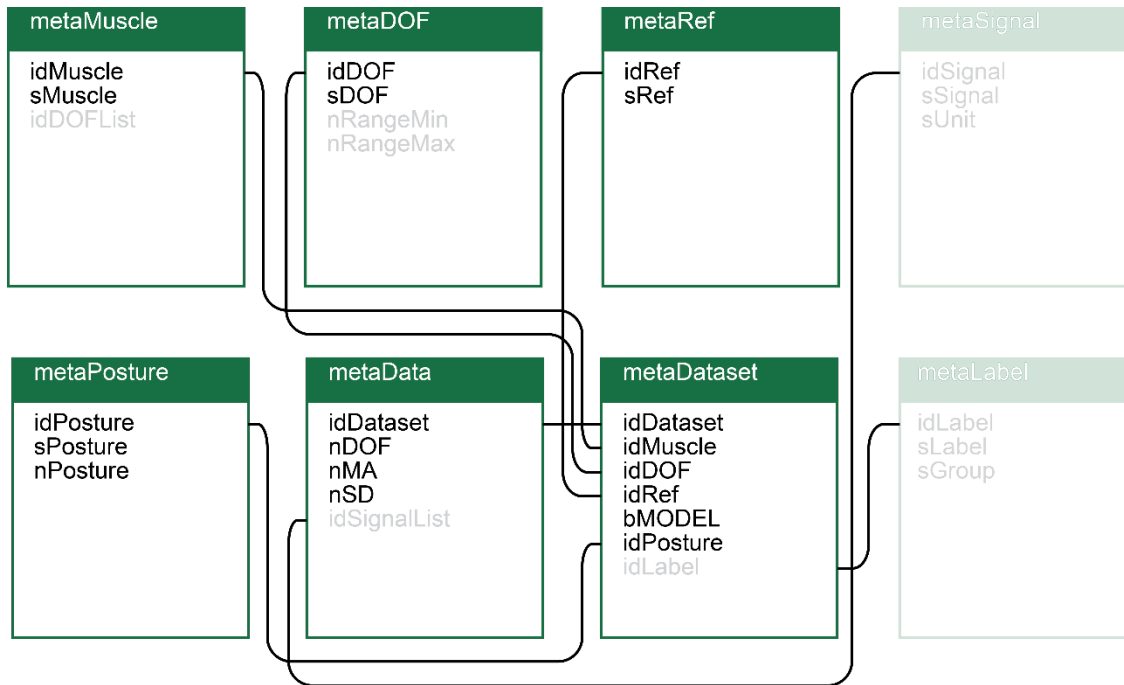 metaMuscle
idMuscle
sMuscle
idDOFList
metaDOF
idDOF
sDOF
nRangeMin
nRangeMax
metaRef
idRef
sRef
metaSignal
idSignal
sSignal
sUnit
metaPosture
idPosture
sPosture
nPosture
metaData
idDataset
nDOF
nMA
nSD
idSignalList
metaDataset
idDataset
idMuscle
idDOF
idRef
bMODEL
idPosture
idLabel
metaLabel
idLabel
sLabel
sGroup